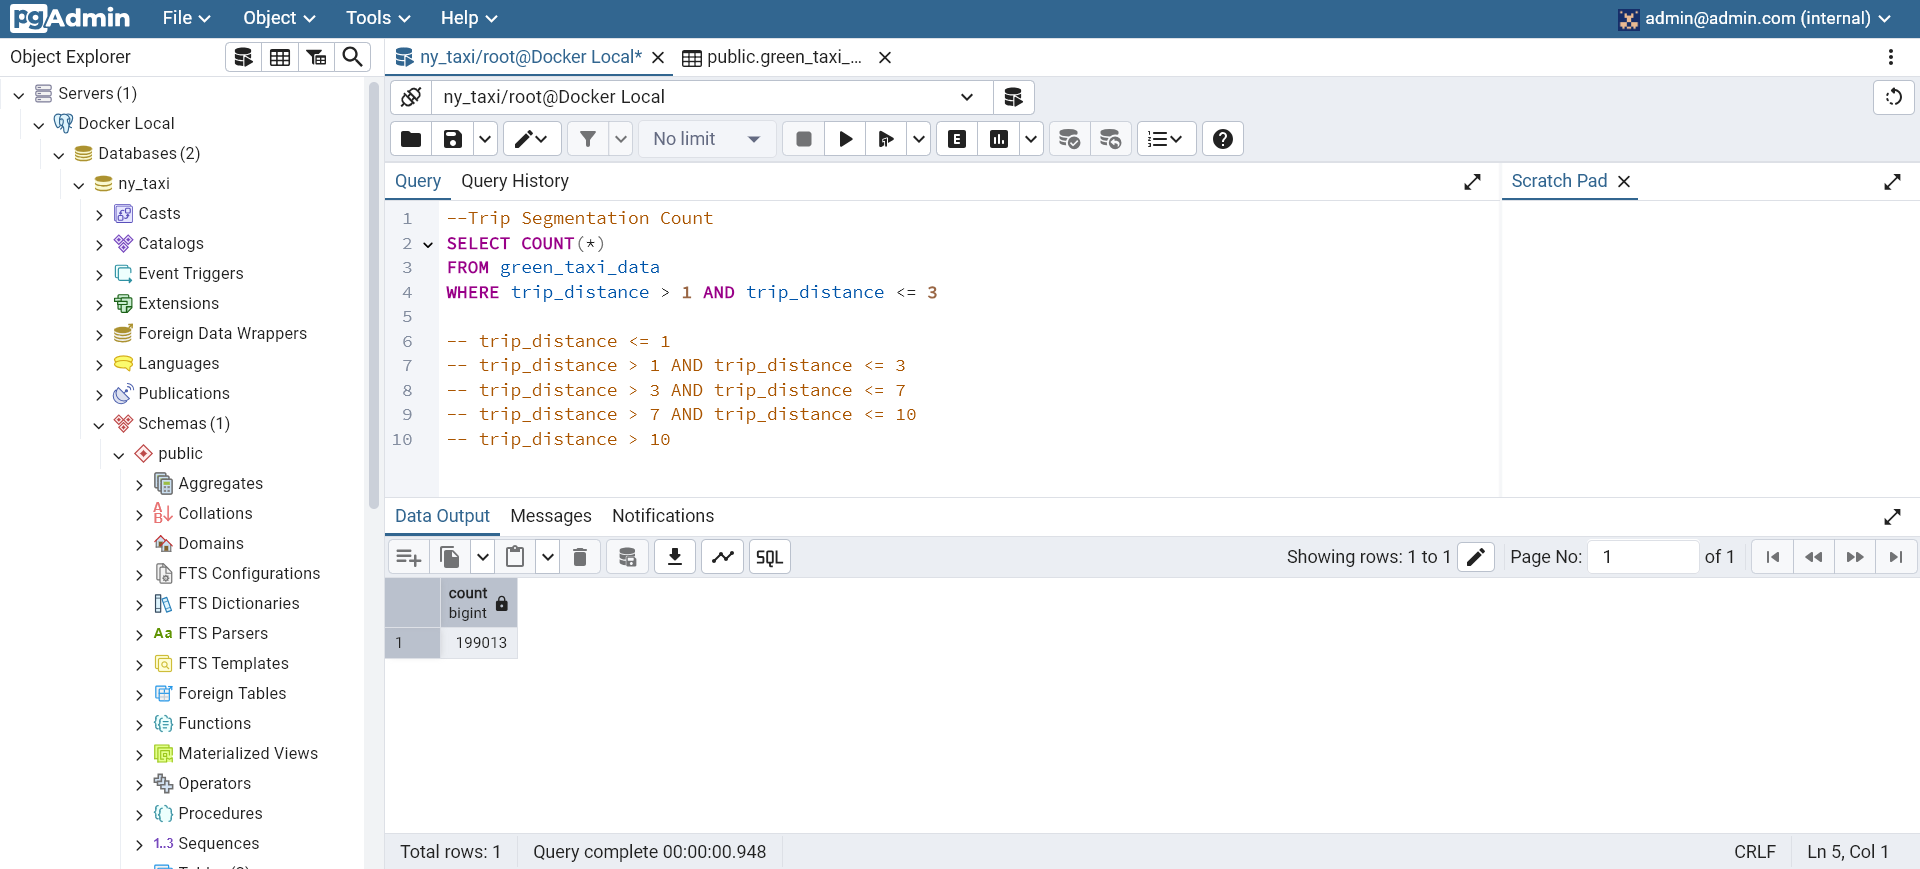 pgAdmin File Object Tools Help admin@admin.com (internal)
Object Explorer
ny_taxi/root@Docker Local* public.green_taxi_...
Servers (1)
Docker Local
Databases (2)
ny_taxi
Casts
Catalogs
Event Triggers
Extensions
Foreign Data Wrappers
Languages
Publications
Schemas (1)
public
Aggregates
Collations
Domains
FTS Configurations
FTS Dictionaries
Aa FTS Parsers
FTS Templates
Foreign Tables
Functions
Materialized Views
Operators
Procedures
1..3 Sequences
ny_taxi/root@Docker Local
No limit E
Query Query History
Scratch Pad
1 --Trip Segmentation Count
2 SELECT COUNT(*)
3 FROM green_taxi_data
4 WHERE trip_distance > 1 AND trip_distance <= 3
5
6 -- trip_distance <= 1
7 -- trip_distance > 1 AND trip_distance <= 3
8 -- trip_distance > 3 AND trip_distance <= 7
9 -- trip_distance > 7 AND trip_distance <= 10
10 -- trip_distance > 10
Data Output Messages Notifications
SQL Showing rows: 1 to 1 Page No: 1 of 1
count
bigint
1 199013
Total rows: 1 Query complete 00:00:00.948 CRLF Ln 5, Col 1